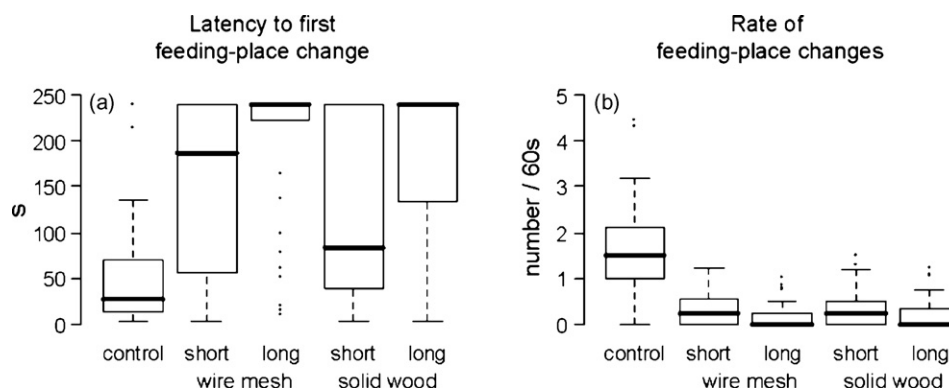 Latency to first
feeding-place change
(a)
250
200
150
100
50
0
s
control short long short long
wire mesh solid wood
Rate of
feeding-place changes
(b)
5
4
3
2
1
0
number / 60s
control short long short long
wire mesh solid wood